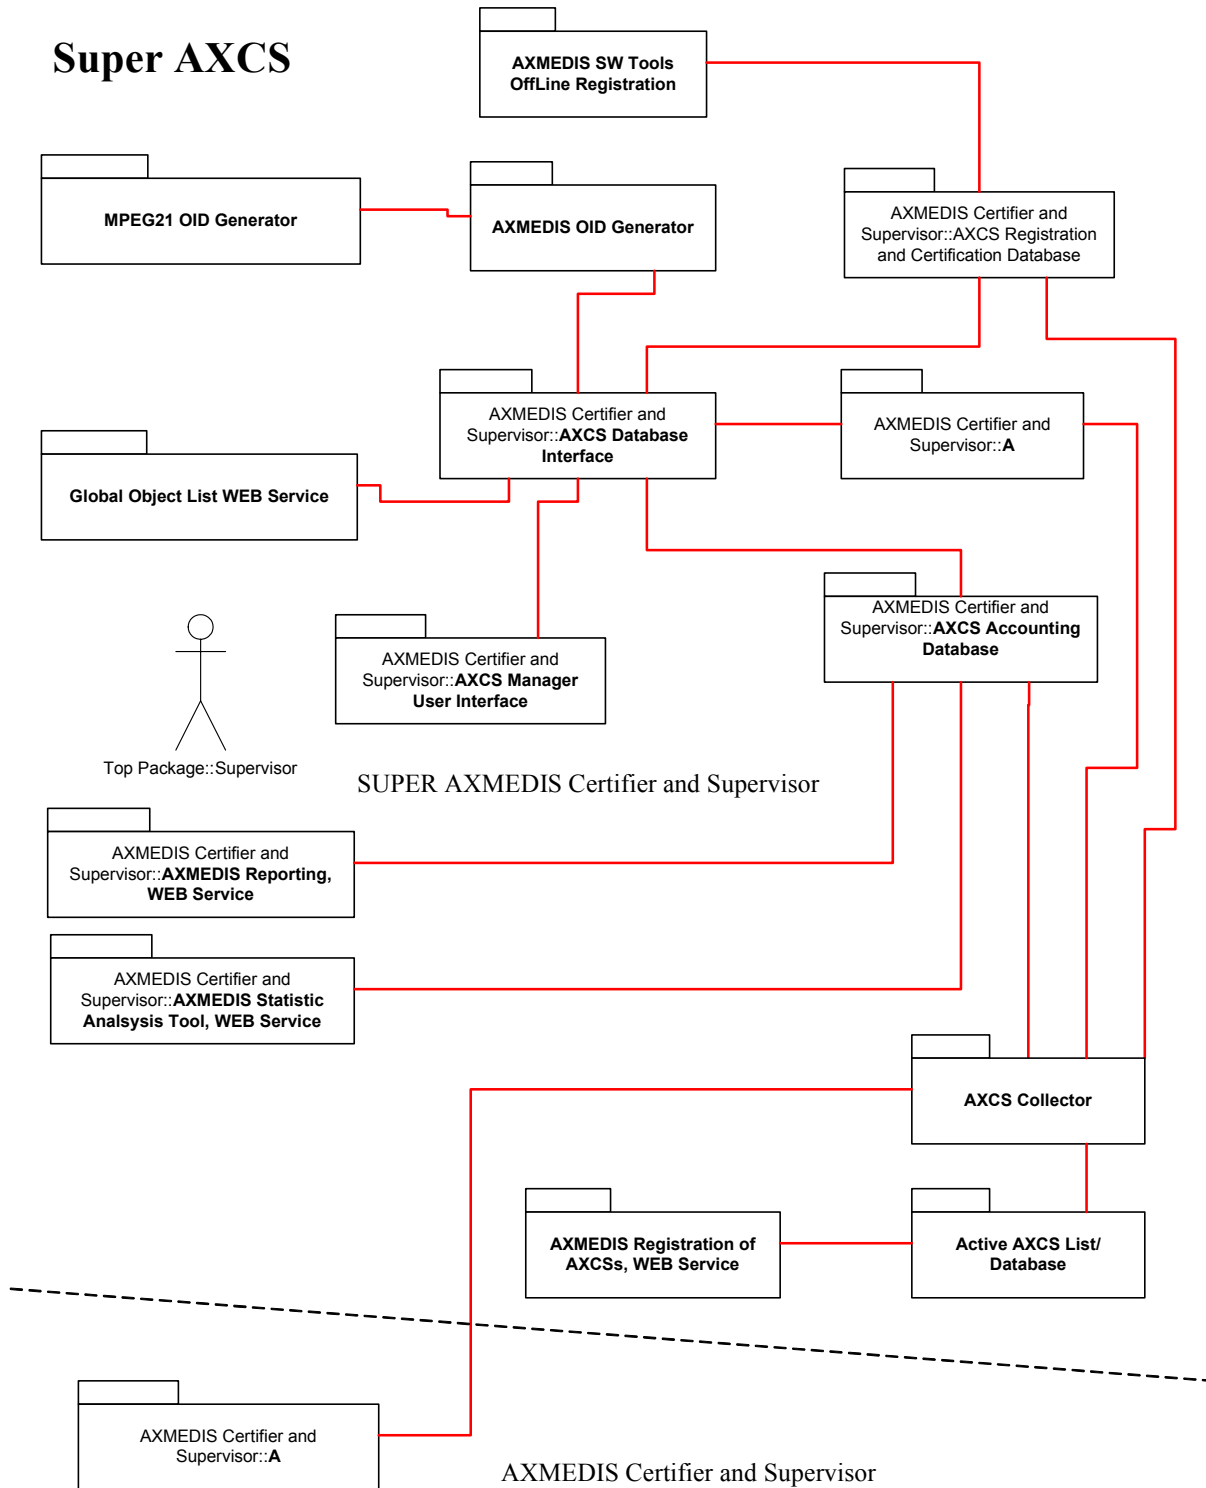 Super AXCS
AXMEDIS SW Tools
OffLine Registration
MPEG21 OID Generator
AXMEDIS OID Generator
AXMEDIS Certifier and
Supervisor::AXCS Registration
and Certification Database
AXMEDIS Certifier and
Supervisor::AXCS Database
Interface
AXMEDIS Certifier and
Supervisor::A
Global Object List WEB Service
AXMEDIS Certifier and
Supervisor::AXCS Accounting
Database
AXMEDIS Certifier and
Supervisor::AXCS Manager
User Interface
Top Package::Supervisor
SUPER AXMEDIS Certifier and Supervisor
AXMEDIS Certifier and
Supervisor::AXMEDIS Reporting,
WEB Service
AXMEDIS Certifier and
Supervisor::AXMEDIS Statistic
Analsysis Tool, WEB Service
AXCS Collector
AXMEDIS Registration of
AXCSs, WEB Service
Active AXCS List/
Database
AXMEDIS Certifier and
Supervisor::A
AXMEDIS Certifier and Supervisor